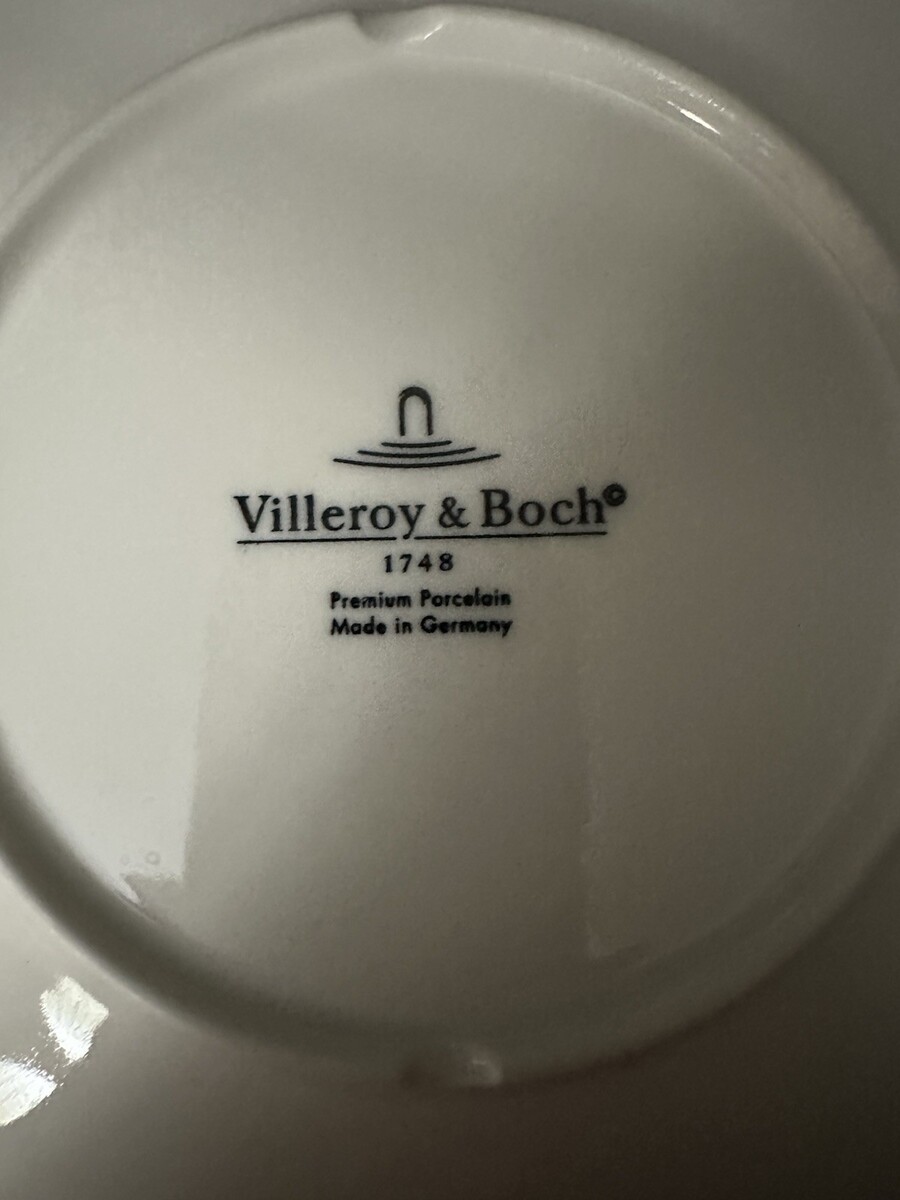 Villeroy & Boch©
1748
Premium Porcelain
Made in Germany